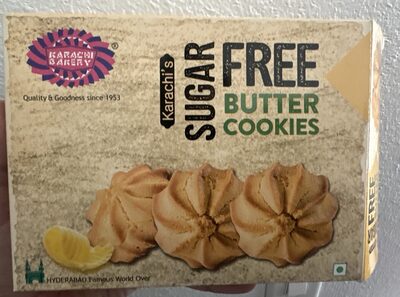 KARACHI
BAKERY
®
Quality & Goodness since 1953
Karachi's
SUGAR
FREE
BUTTER
COOKIES
HYDERABAD Famous World Over
FREE